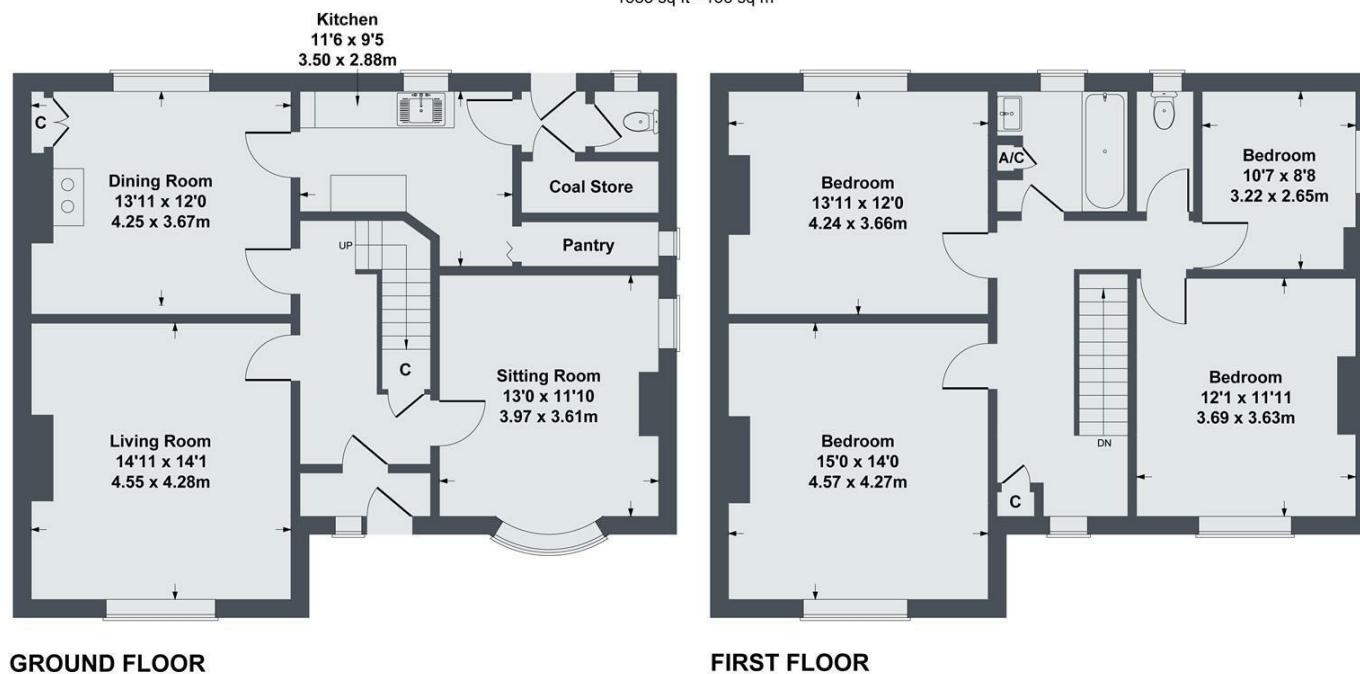 Kitchen
11'6 x 9'5
3.50 x 2.88m
C
Dining Room
13'11 x 12'0
4.25 x 3.67m
Coal Store
Pantry
UP
C
Sitting Room
13'0 x 11'10
3.97 x 3.61m
Living Room
14'11 x 14'1
4.55 x 4.28m
GROUND FLOOR
A/C
Bedroom
13'11 x 12'0
4.24 x 3.66m
Bedroom
10'7 x 8'8
3.22 x 2.65m
Bedroom
12'1 x 11'11
3.69 x 3.63m
DN
Bedroom
15'0 x 14'0
4.57 x 4.27m
C
FIRST FLOOR